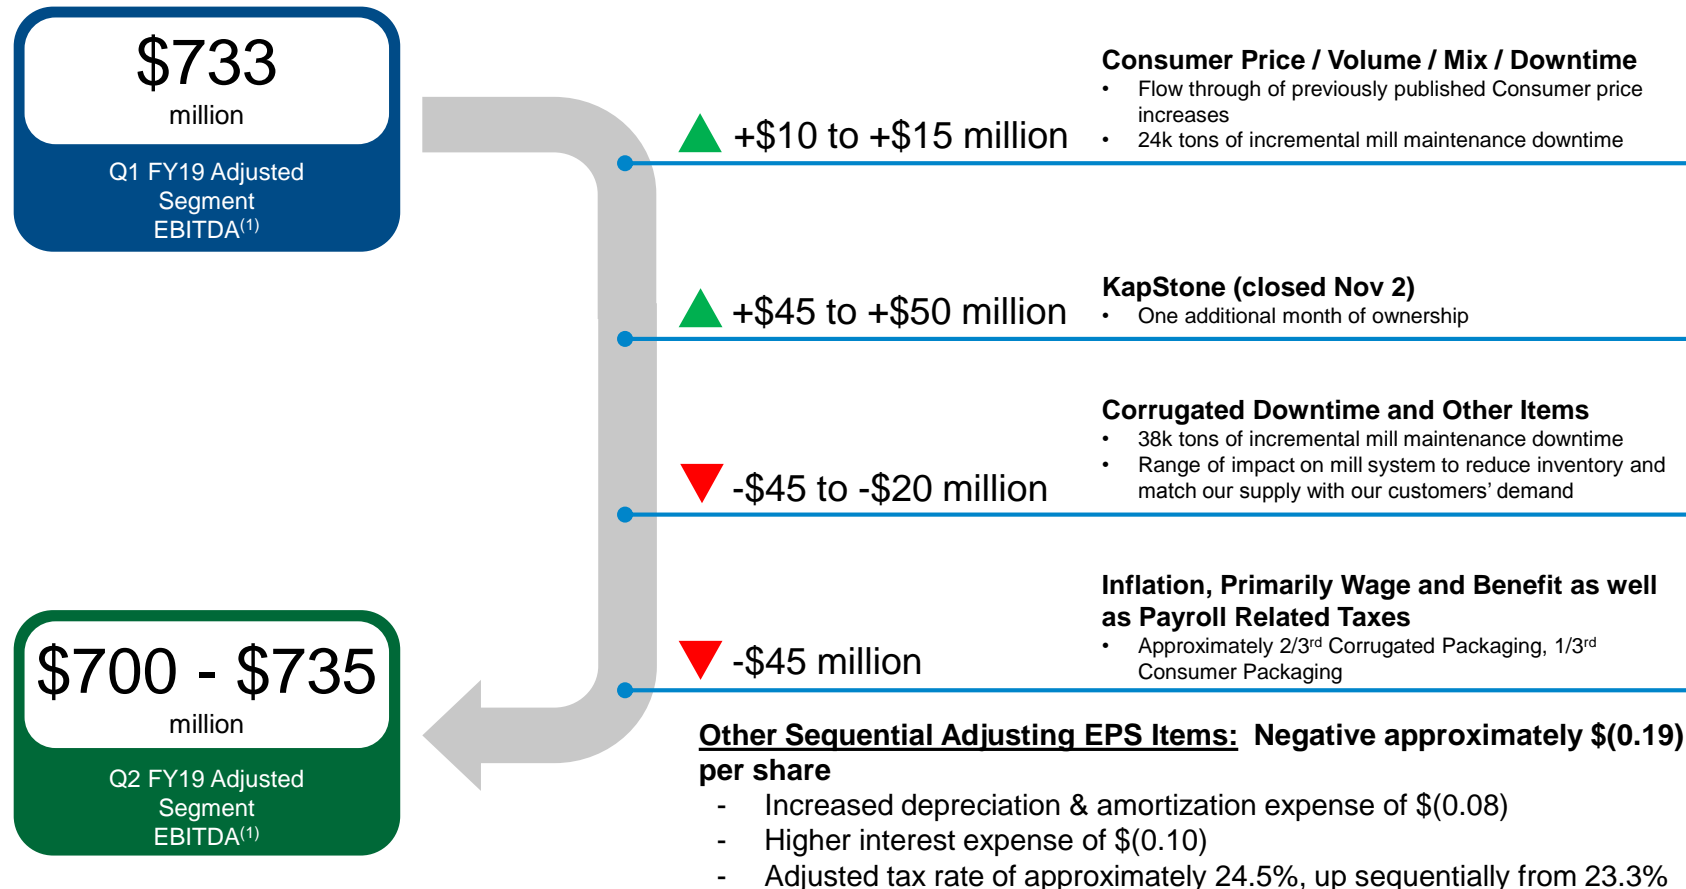 $733
million
Q1 FY19 Adjusted
Segment
EBITDA(1)
+$10 to +$15 million
Consumer Price / Volume / Mix / Downtime
• Flow through of previously published Consumer price
increases
• 24k tons of incremental mill maintenance downtime
+$45 to +$50 million
KapStone (closed Nov 2)
• One additional month of ownership
-$45 to -$20 million
Corrugated Downtime and Other Items
• 38k tons of incremental mill maintenance downtime
• Range of impact on mill system to reduce inventory and
match our supply with our customers' demand
-$45 million
Inflation, Primarily Wage and Benefit as well
as Payroll Related Taxes
• Approximately 2/3rd Corrugated Packaging, 1/3rd
Consumer Packaging
$700 - $735
million
Q2 FY19 Adjusted
Segment
EBITDA(1)
Other Sequential Adjusting EPS Items: Negative approximately $(0.19)
per share
- Increased depreciation & amortization expense of $(0.08)
- Higher interest expense of $(0.10)
- Adjusted tax rate of approximately 24.5%, up sequentially from 23.3%